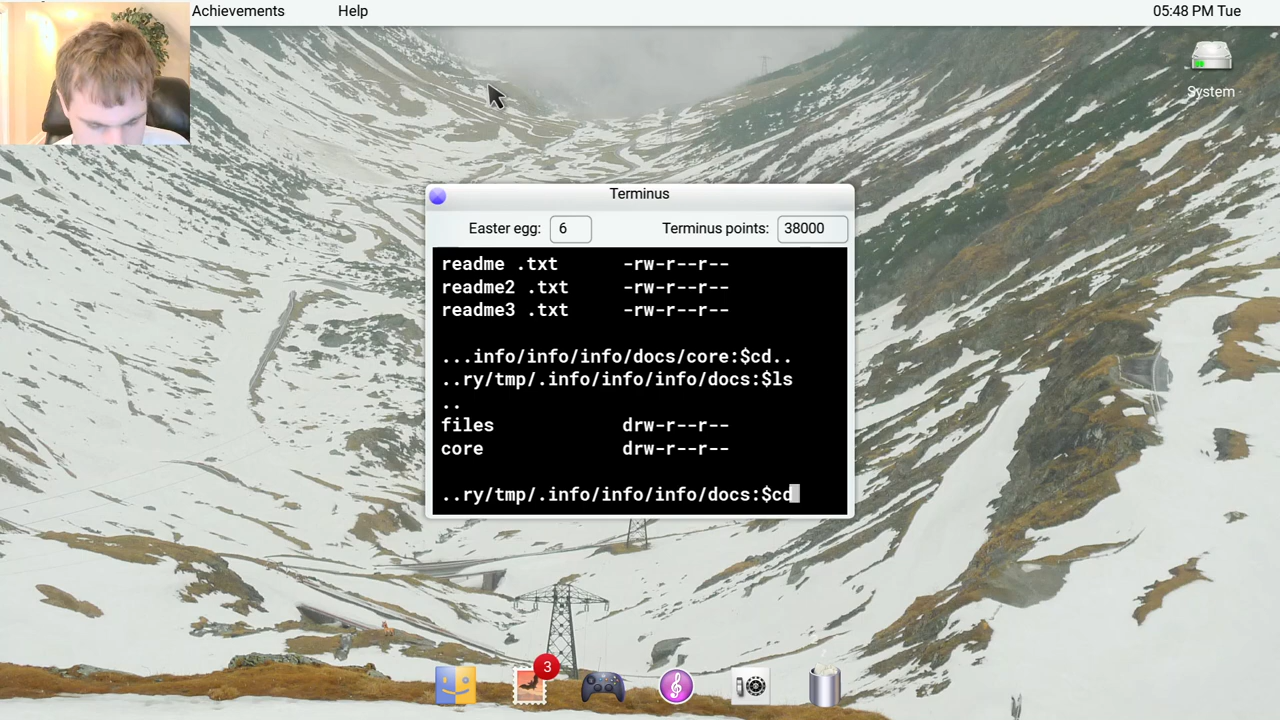 Achievements Help 05:48 PM Tue
System
Terminus
Easter egg: 6 Terminus points: 38000
readme .txt -rw-r--r--
readme2 .txt -rw-r--r--
readme3 .txt -rw-r--r--
...info/info/info/docs/core:$cd..
..ry/tmp/.info/info/info/docs:$ls
..
files drw-r--r--
core drw-r--r--
..ry/tmp/.info/info/info/docs:$cd
3